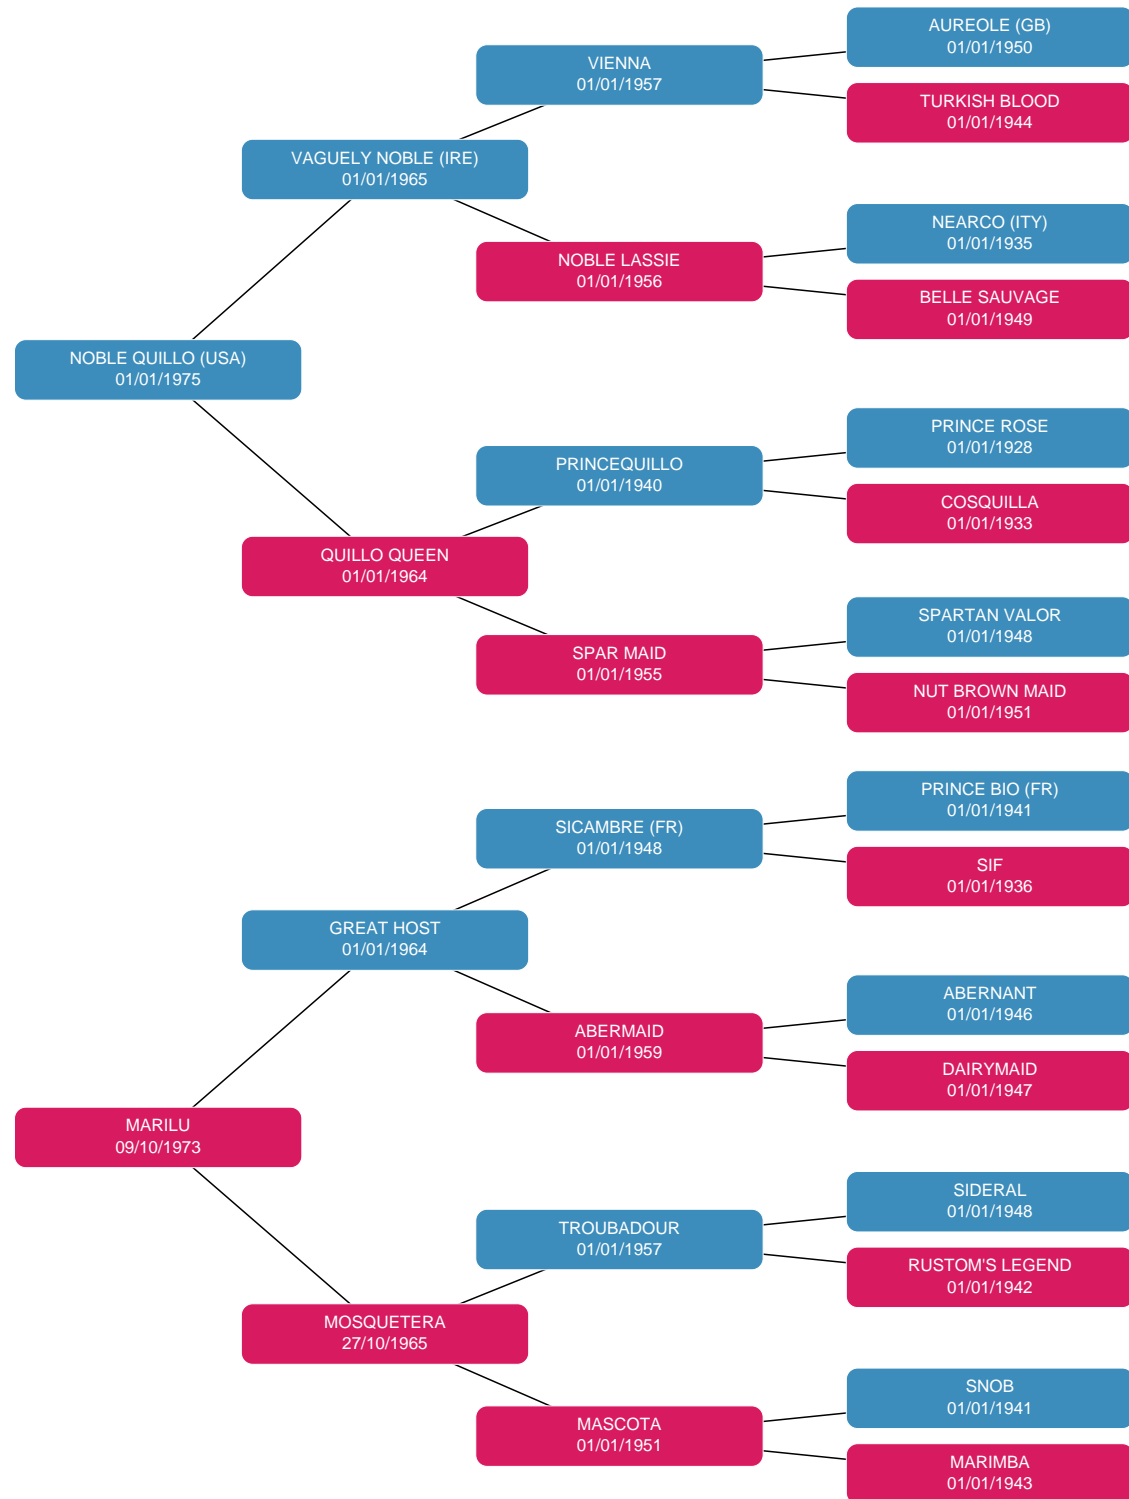 AUREOLE (GB)
01/01/1950
VIENNA
01/01/1957
TURKISH BLOOD
01/01/1944
VAGUELY NOBLE (IRE)
01/01/1965
NEARCO (ITY)
01/01/1935
NOBLE LASSIE
01/01/1956
BELLE SAUVAGE
01/01/1949
NOBLE QUILLO (USA)
01/01/1975
PRINCE ROSE
01/01/1928
PRINCEQUILLO
01/01/1940
COSQUILLA
01/01/1933
QUILLO QUEEN
01/01/1964
SPARTAN VALOR
01/01/1948
SPAR MAID
01/01/1955
NUT BROWN MAID
01/01/1951
PRINCE BIO (FR)
01/01/1941
SICAMBRE (FR)
01/01/1948
SIF
01/01/1936
GREAT HOST
01/01/1964
ABERNANT
01/01/1946
ABERMAID
01/01/1959
DAIRYMAID
01/01/1947
MARILU
09/10/1973
SIDERAL
01/01/1948
TROUBADOUR
01/01/1957
RUSTOM'S LEGEND
01/01/1942
MOSQUETERA
27/10/1965
SNOB
01/01/1941
MASCOTA
01/01/1951
MARIMBA
01/01/1943